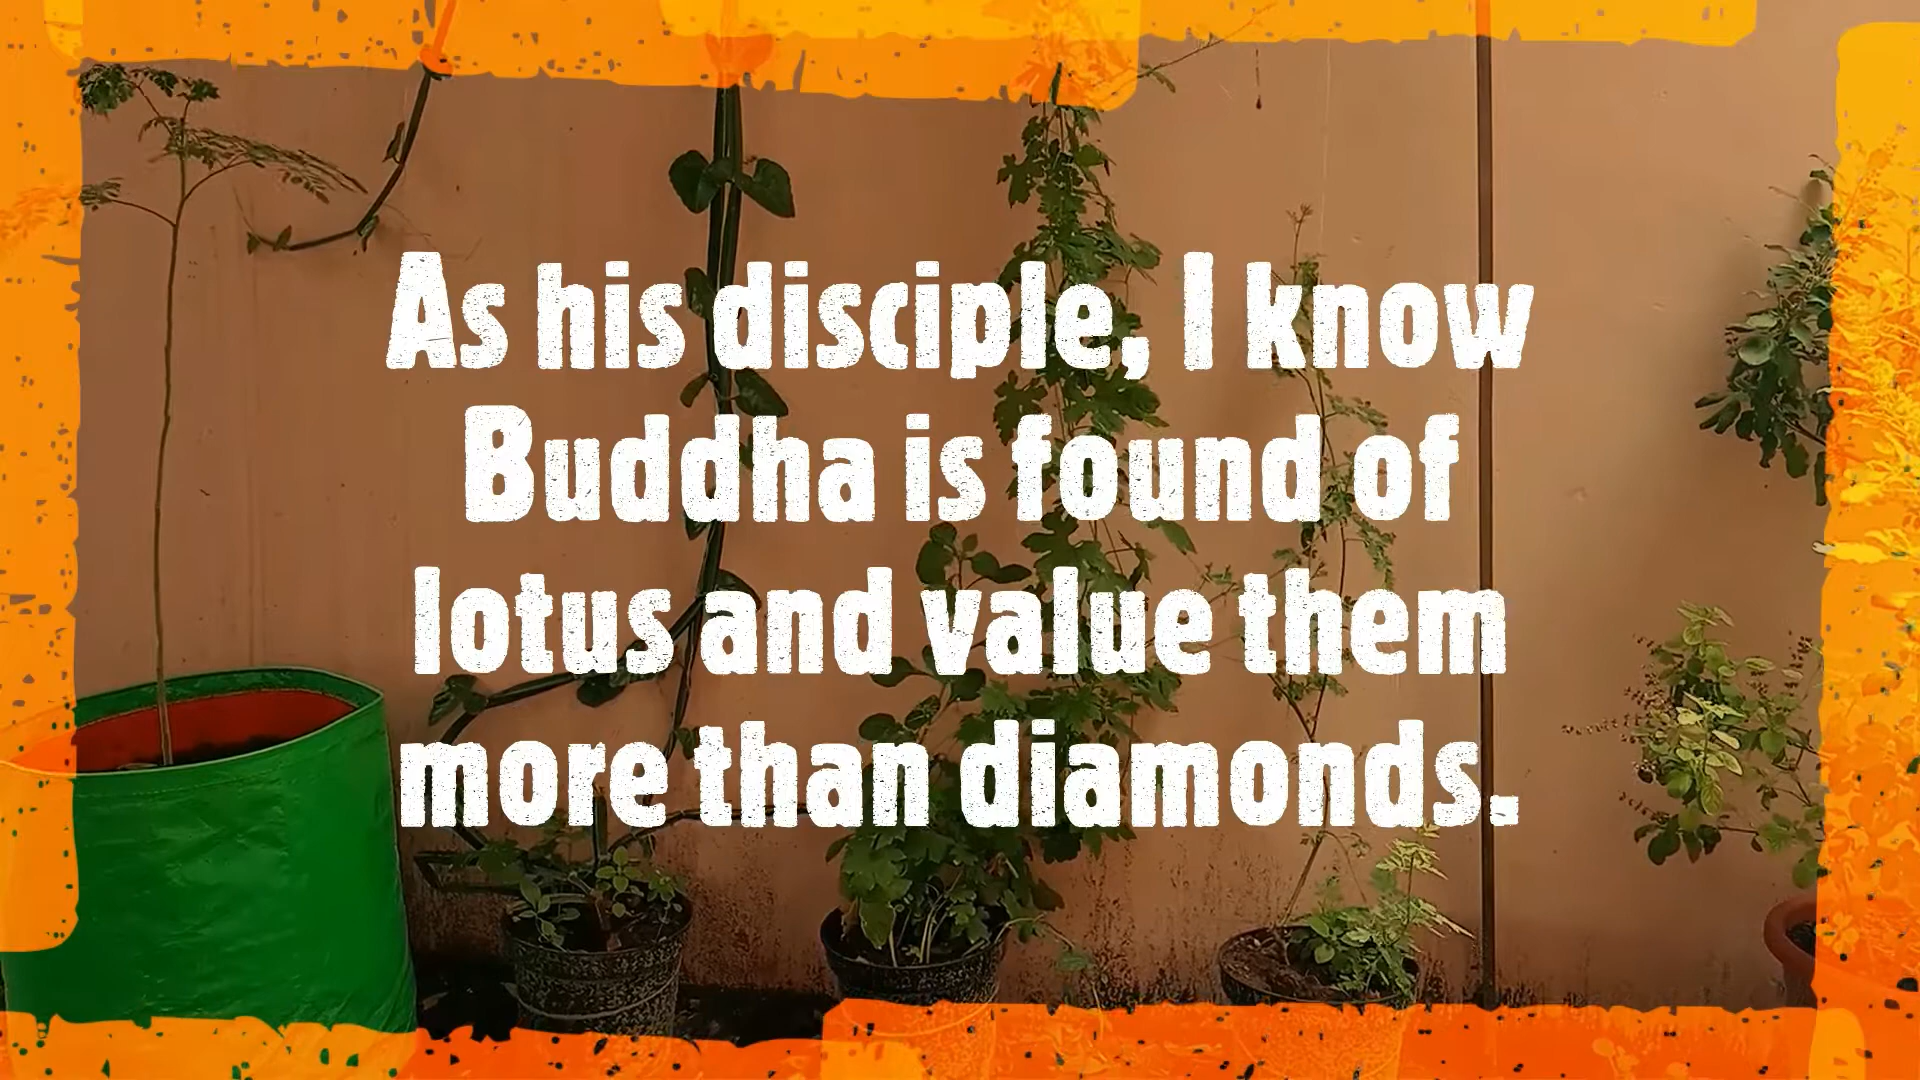 As his disciple, I know
Buddha is found of
lotus and value them
more than diamonds.